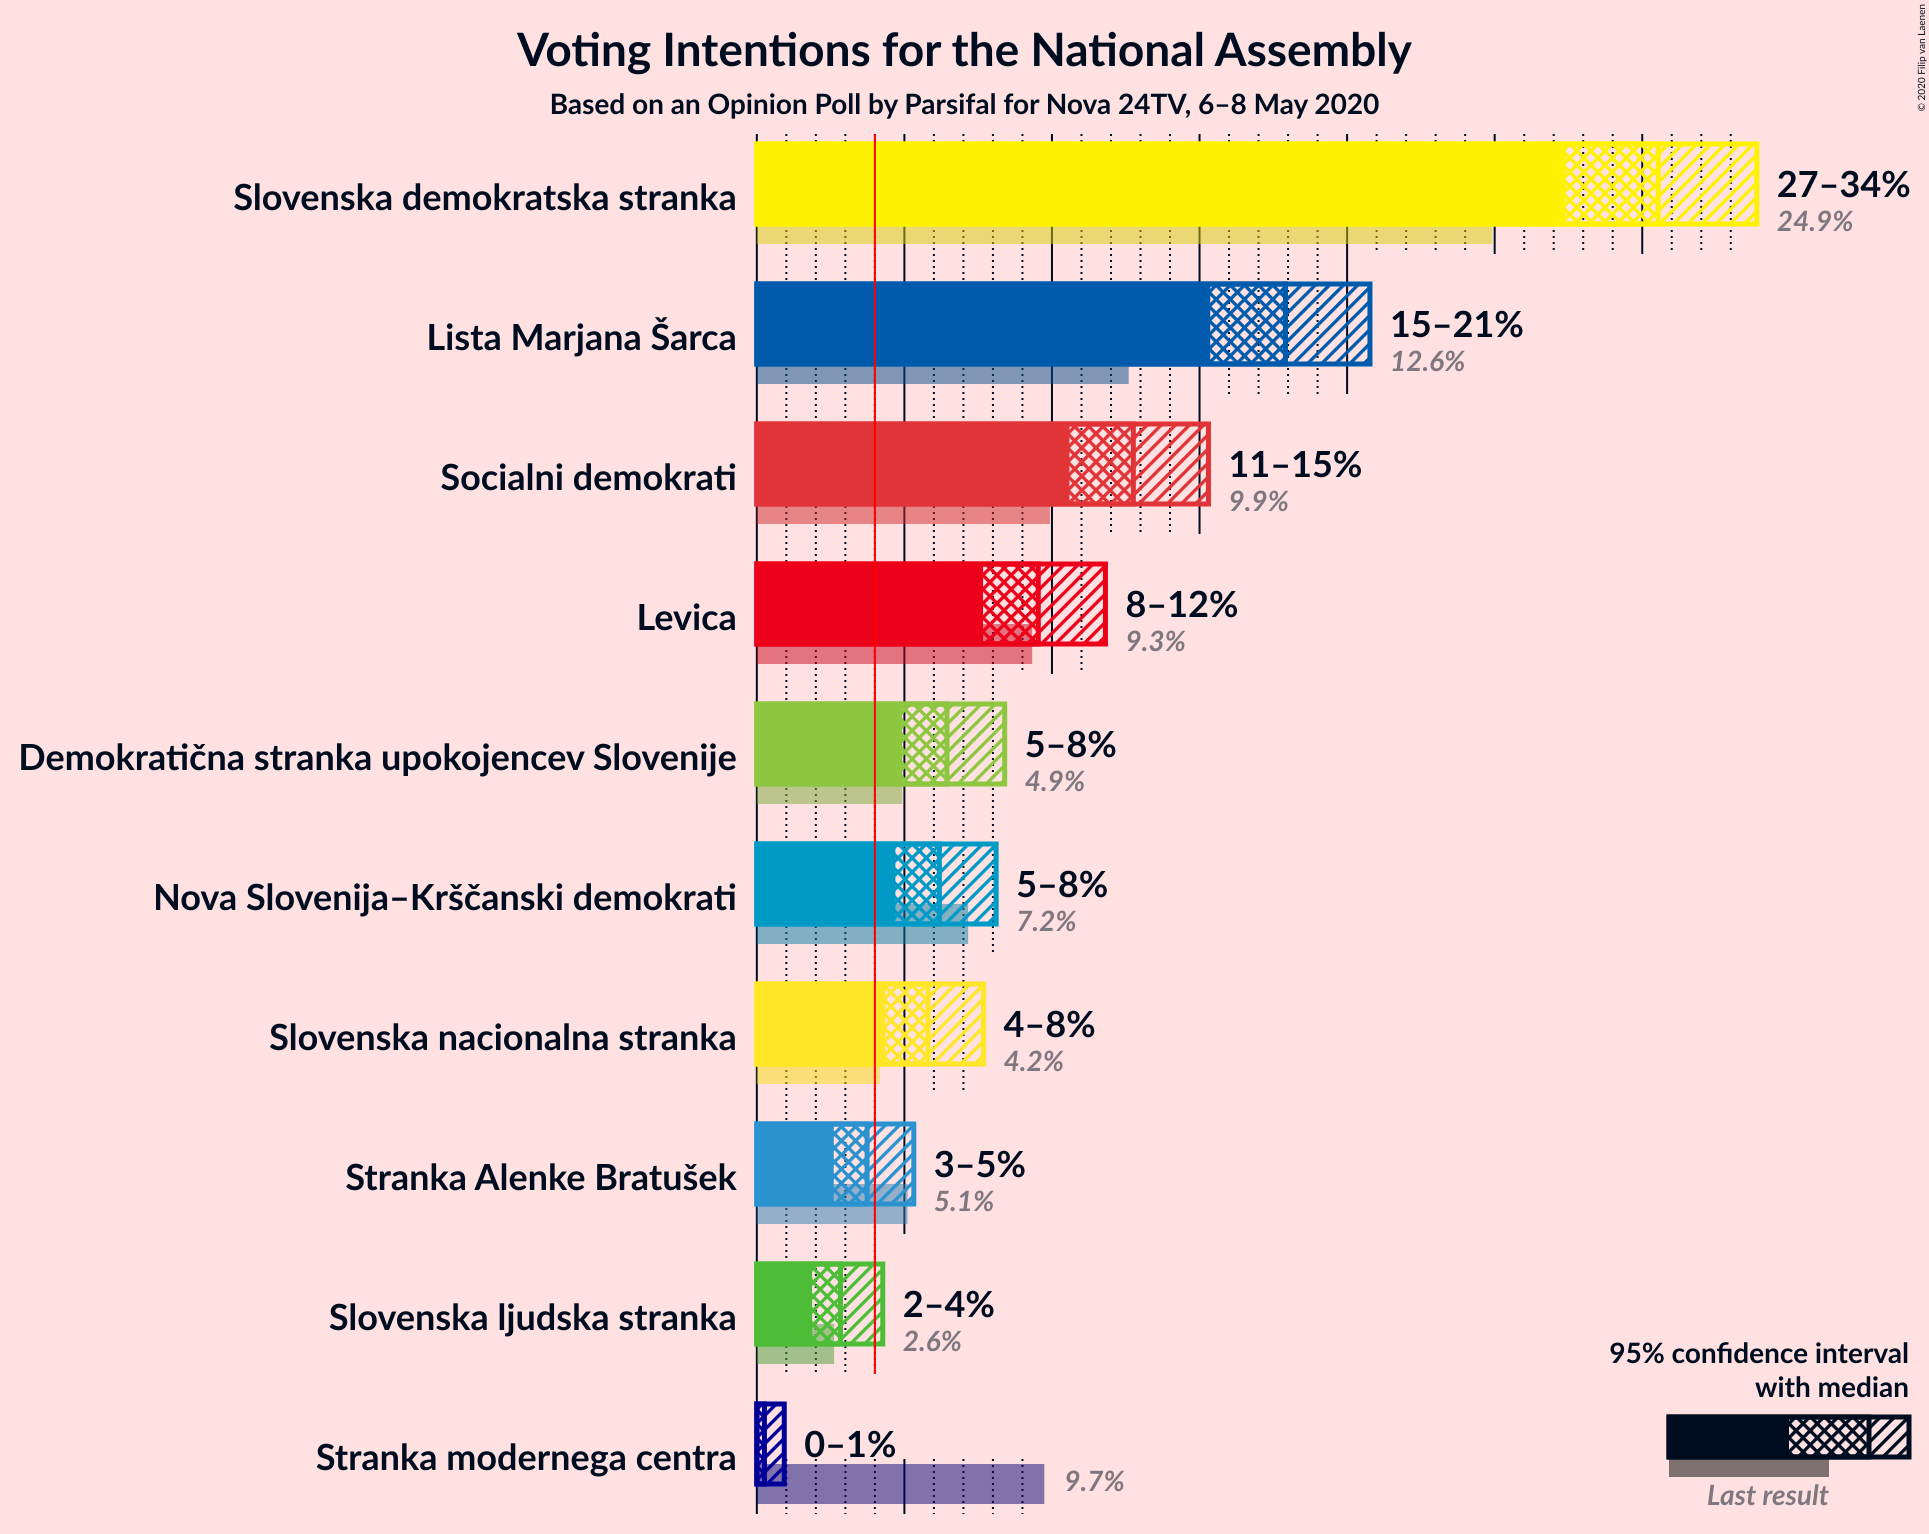 Voting Intentions for the National Assembly
Based on an Opinion Poll by Parsifal for Nova 24TV, 6–8 May 2020
© 2020 Filip van Laenen
Slovenska demokratska stranka
27–34%
24.9%
Lista Marjana Šarca
15–21%
12.6%
Socialni demokrati
11–15%
9.9%
Levica
8–12%
9.3%
Demokratična stranka upokojencev Slovenije
5–8%
4.9%
Nova Slovenija–Krščanski demokrati
5–8%
7.2%
Slovenska nacionalna stranka
4–8%
4.2%
Stranka Alenke Bratušek
3–5%
5.1%
Slovenska ljudska stranka
2–4%
2.6%
Stranka modernega centra
0–1%
9.7%
95% confidence interval
with median
Last result